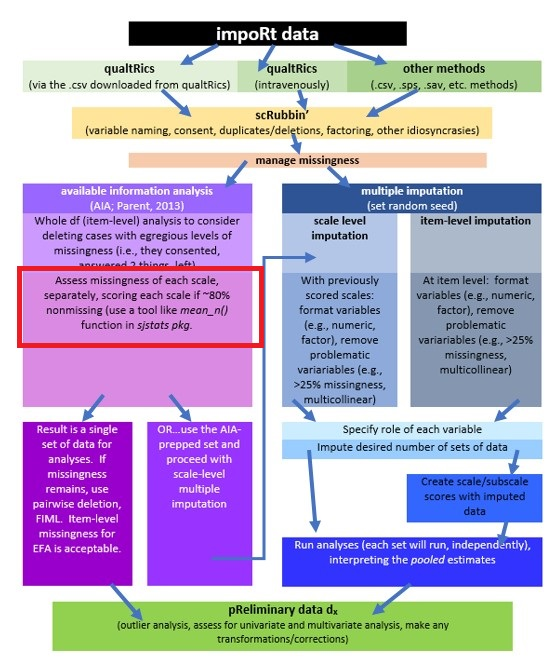 impoRt data
qualtRics
(via the .csv downloaded from qualtRics)
qualtRics
(intravenously)
other methods
(.csv, .sps, .sav, etc. methods)
scRubbin’
(variable naming, consent, duplicates/deletions, factoring, other idiosyncrasies)
manage missingness
available information analysis
(AIA; Parent, 2013)
Whole df (item-level) analysis to consider
deleting cases with egregious levels of
missingness (i.e., they consented,
answered 2 things, left)
Assess missingness of each scale,
separately, scoring each scale if ~80%
nonmissing (use a tool like mean_n()
function in sjstats pkg.
Result is a single
set of data for
analyses. If
missingness
remains, use
pairwise deletion,
FIML. Item-level
missingness for
EFA is acceptable.
OR…use the AIA-
prepped set and
proceed with
scale-level
multiple
imputation
multiple imputation
(set random seed)
scale level
imputation
With previously
scored scales:
format variables
(e.g., numeric,
factor), remove
problematic
varariables (e.g.,
>25% missingness,
multicollinear)
item-level imputation
At item level: format
variables (e.g., numeric,
factor), remove
problematic
varariables (e.g., >25%
missingness,
multicollinear)
Specify role of each variable
Impute desired number of sets of data
Create scale/subscale
scores with imputed
data
Run analyses (each set will run, independently),
interpreting the pooled estimates
pReliminary data dₓ
(outlier analysis, assess for univariate and multivariate analysis, make any
transformations/corrections)